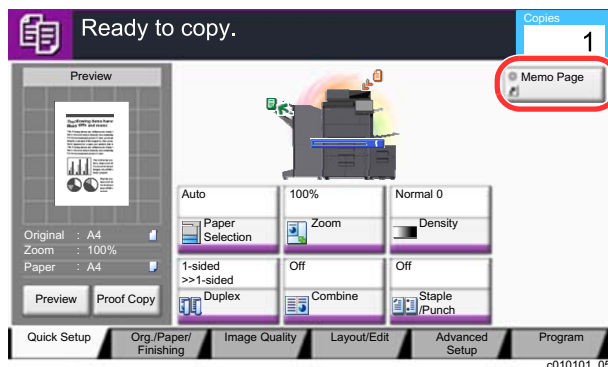 Ready to copy.
Copies
1
Memo Page
Preview
Original : A4
Zoom : 100%
Paper : A4
Preview
Proof Copy
Auto
Paper
Selection
100%
Zoom
Normal 0
Density
1-sided
>>1-sided
Duplex
Off
Combine
Off
Staple
/Punch
Quick Setup
Org./Paper/
Finishing
Image Quality
Layout/Edit
Advanced
Setup
Program